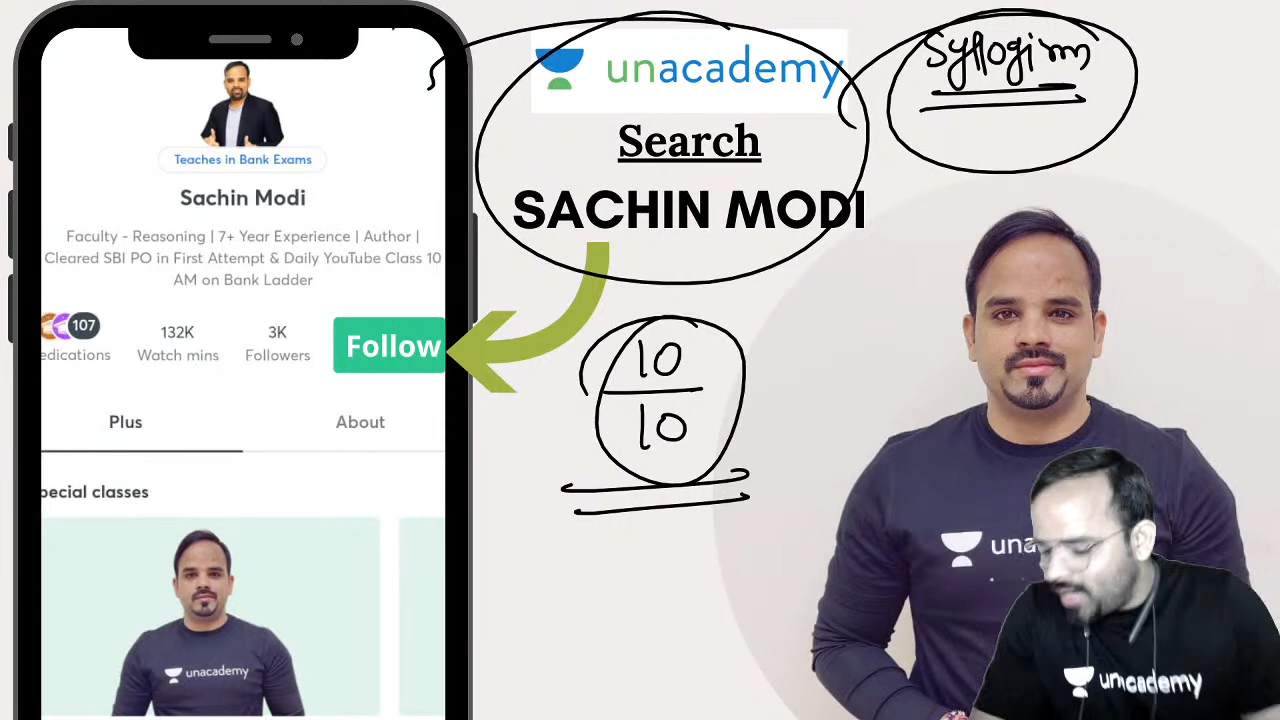 Teaches in Bank Exams
Sachin Modi
Faculty - Reasoning | 7+ Year Experience | Author |
Cleared SBI PO in First Attempt & Daily YouTube Class 10
AM on Bank Ladder
107
132K
3K
edications
Watch mins
Followers
Follow
Plus
About
pecial classes
unacademy
unacademy
Search
SACHIN MODI
10
10
Syllogism
una
unacademy